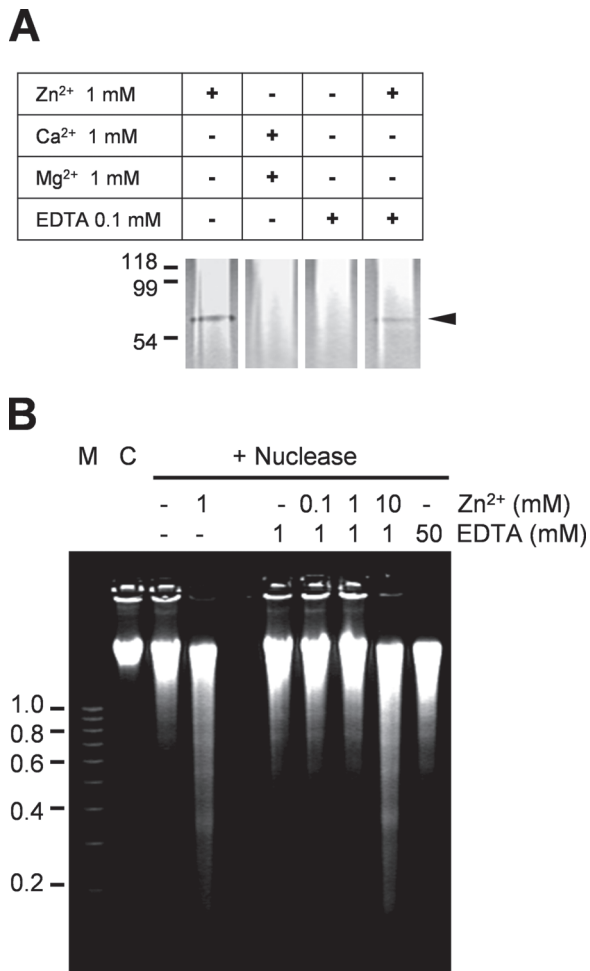 A
Zn²⁺ 1 mM + - - +
Ca²⁺ 1 mM - + - -
Mg²⁺ 1 mM - + - -
EDTA 0.1 mM - - + +
118
99
54
B
M C + Nuclease
- 1 - 0.1 1 10 - Zn²⁺ (mM)
- - 1 1 1 1 50 EDTA (mM)
1.0
0.8
0.6
0.4
0.2